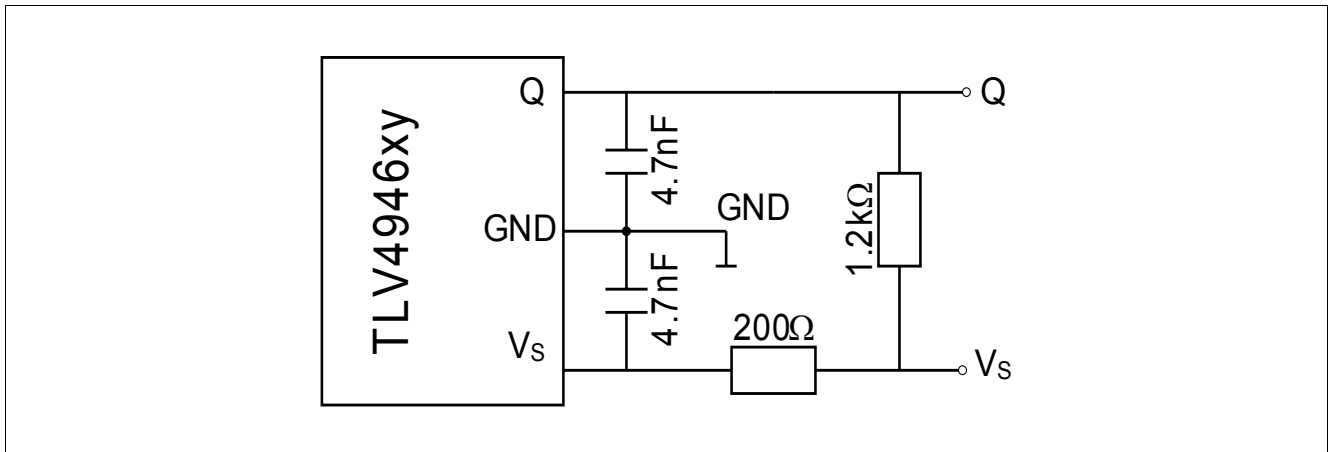 TLV4946xy
Q
GND
VS
4.7nF
4.7nF
GND
200Ω
1.2kΩ
Q
VS